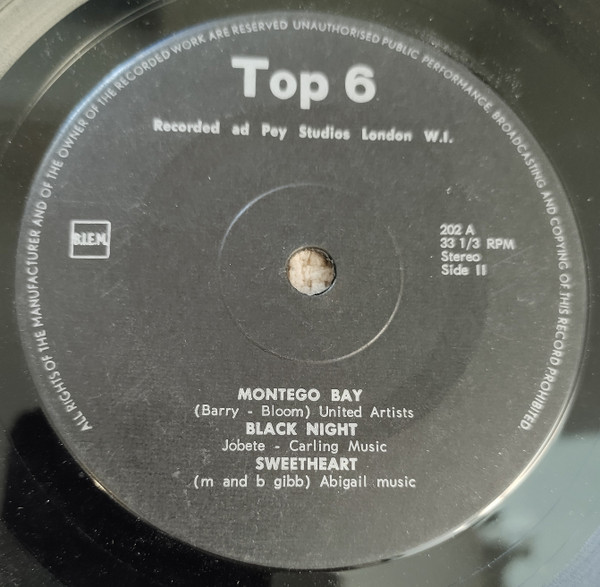 ALL RIGHTS OF THE MANUFACTURER AND OF THE OWNER OF THE RECORDED WORK ARE RESERVED UNAUTHORISED PUBLIC PERFORMANCE, BROADCASTING AND COPYING OF THIS RECORD PROHIBITED.
Top 6
Recorded ad Pey Studios London W.I.
B.I.E.M.
202 A
33 1/3 RPM
Stereo
Side II
MONTEGO BAY
(Barry - Bloom) United Artists
BLACK NIGHT
Jobete - Carling Music
SWEETHEART
(m and b gibb) Abigail music